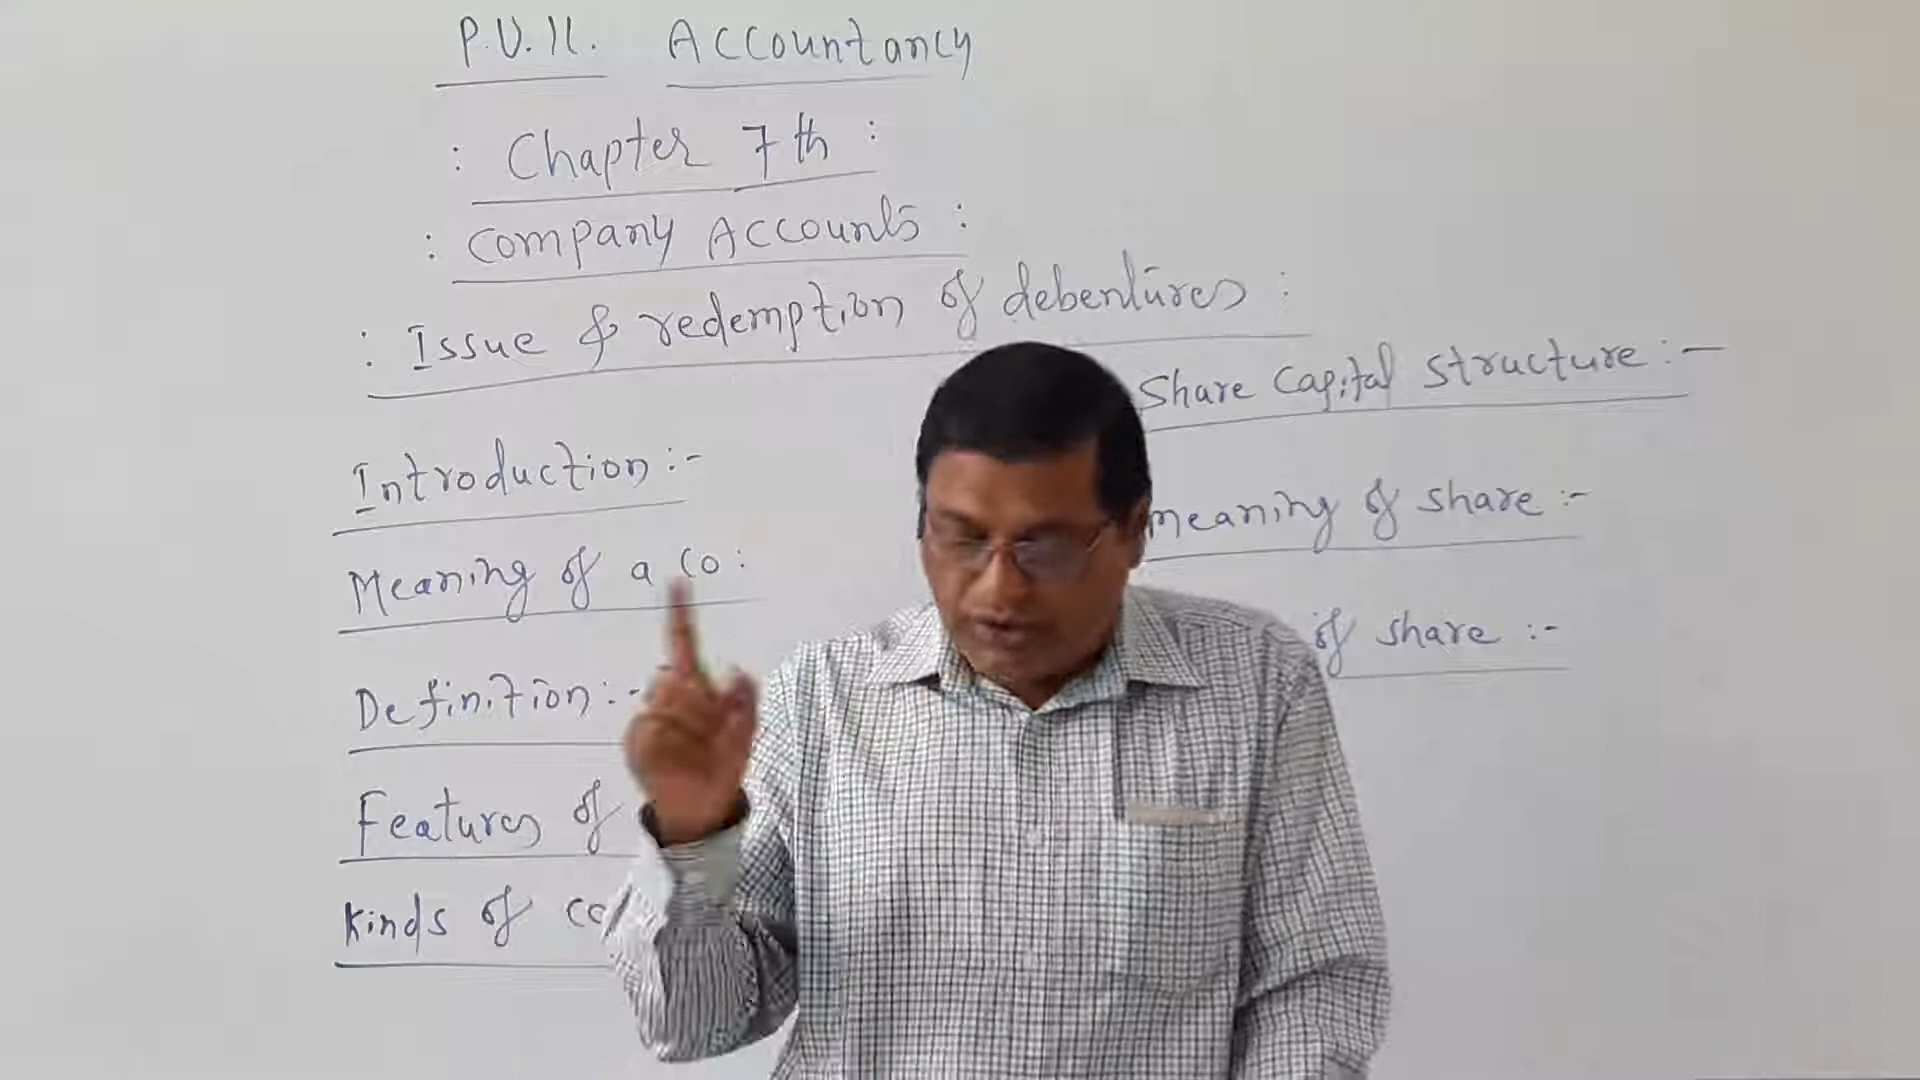 P.U.II. Accountancy
: Chapter 7th :
: Company Accounts :
: Issue & redemption of debentures :
Introduction :-
Meaning of a co :
Definition :-
Features of
Kinds of co
Share Capital structure :-
meaning of share :-
of share :-